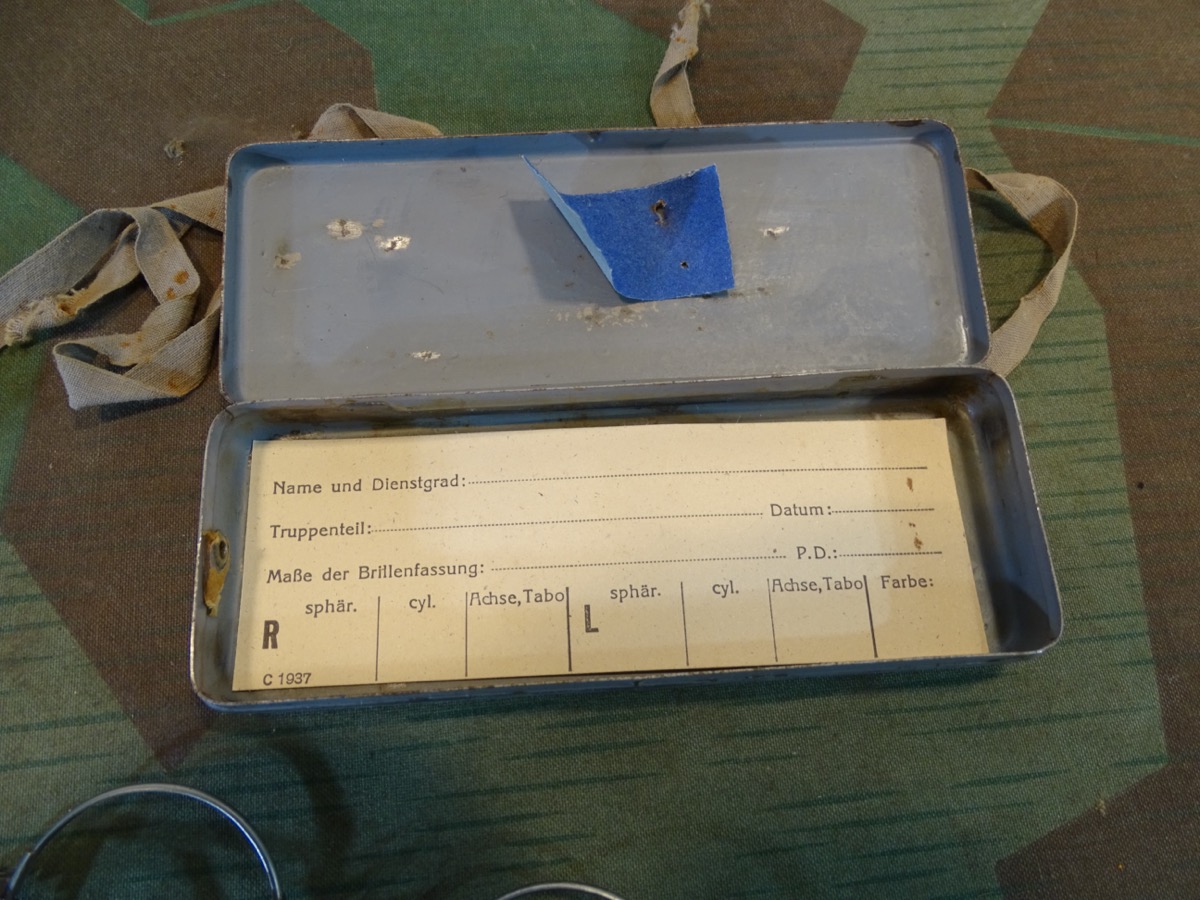 Name und Dienstgrad:
Truppenteil: Datum:
Maße der Brillenfassung: P.D.:
sphär. cyl. Achse,Tabo sphär. cyl. Achse,Tabo Farbe:
R L
C 1937